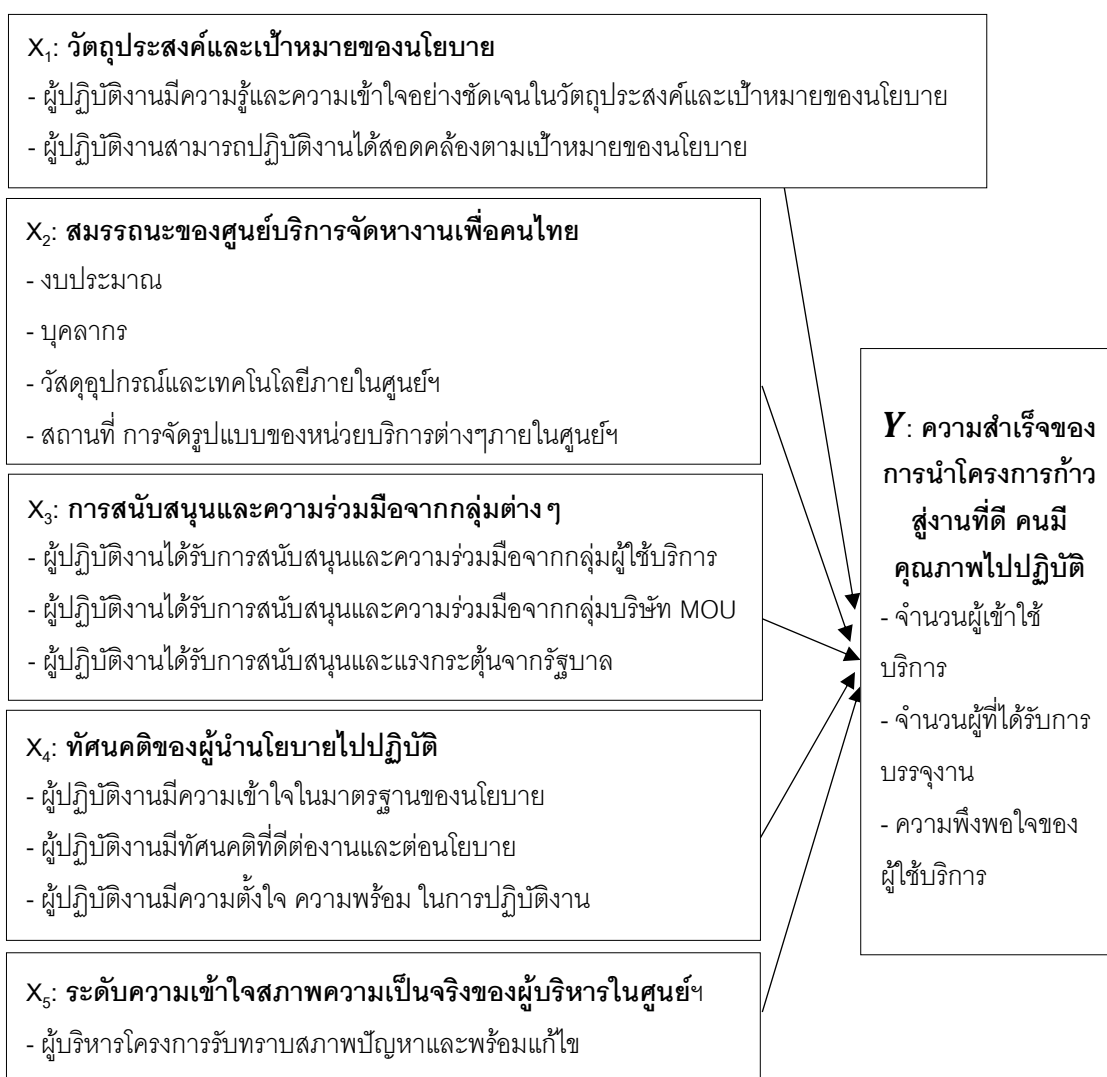 X₁: วัตถุประสงค์และเป้าหมายของนโยบาย
- ผู้ปฏิบัติงานมีความรู้และความเข้าใจอย่างชัดเจนในวัตถุประสงค์และเป้าหมายของนโยบาย
- ผู้ปฏิบัติงานสามารถปฏิบัติงานได้สอดคล้องตามเป้าหมายของนโยบาย
X₂: สมรรถนะของศูนย์บริการจัดหางานเพื่อคนไทย
- งบประมาณ
- บุคลากร
- วัสดุอุปกรณ์และเทคโนโลยีภายในศูนย์ฯ
- สถานที่ การจัดรูปแบบของหน่วยบริการต่างๆภายในศูนย์ฯ
X₃: การสนับสนุนและความร่วมมือจากกลุ่มต่าง ๆ
- ผู้ปฏิบัติงานได้รับการสนับสนุนและความร่วมมือจากกลุ่มผู้ใช้บริการ
- ผู้ปฏิบัติงานได้รับการสนับสนุนและความร่วมมือจากกลุ่มบริษัท MOU
- ผู้ปฏิบัติงานได้รับการสนับสนุนและแรงกระตุ้นจากรัฐบาล
X₄: ทัศนคติของผู้นำนโยบายไปปฏิบัติ
- ผู้ปฏิบัติงานมีความเข้าใจในมาตรฐานของนโยบาย
- ผู้ปฏิบัติงานมีทัศนคติที่ดีต่องานและต่อนโยบาย
- ผู้ปฏิบัติงานมีความตั้งใจ ความพร้อม ในการปฏิบัติงาน
X₅: ระดับความเข้าใจสภาพความเป็นจริงของผู้บริหารในศูนย์ฯ
- ผู้บริหารโครงการรับทราบสภาพปัญหาและพร้อมแก้ไข
Y: ความสำเร็จของ
การนำโครงการก้าว
สู่งานที่ดี คนมี
คุณภาพไปปฏิบัติ
- จำนวนผู้เข้าใช้
บริการ
- จำนวนผู้ที่ได้รับการ
บรรจุงาน
- ความพึงพอใจของ
ผู้ใช้บริการ